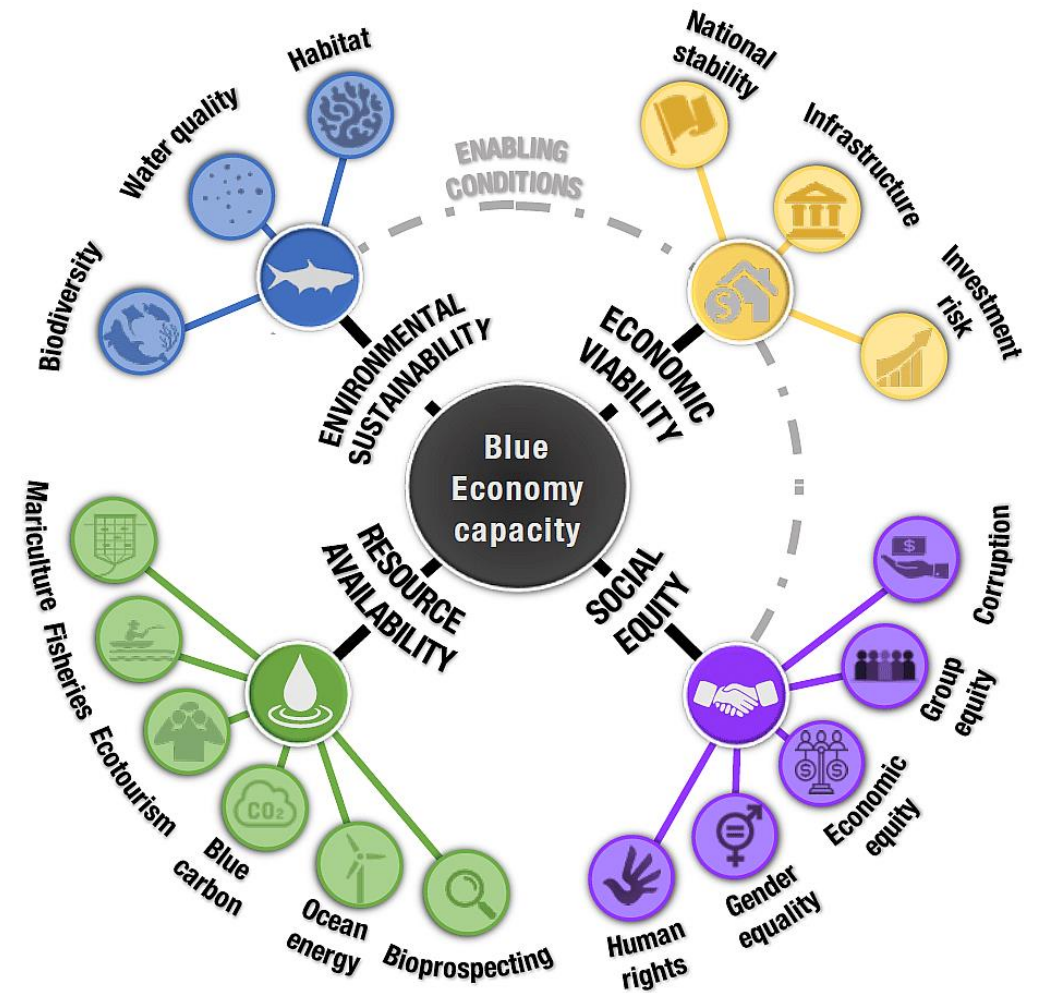 Habitat
Water quality
Biodiversity
ENABLING
CONDITIONS
National
stability
Infrastructure
Investment
risk
ENVIRONMENTAL
SUSTAINABILITY
ECONOMIC
VIABILITY
Blue
Economy
capacity
RESOURCE
AVAILABILITY
SOCIAL
EQUITY
Mariculture
Fisheries
Ecotourism
Blue
carbon
CO₂
Ocean
energy
Bioprospecting
$
$
Corruption
Group
equity
$ $
Economic
equity
Gender
equality
Human
rights